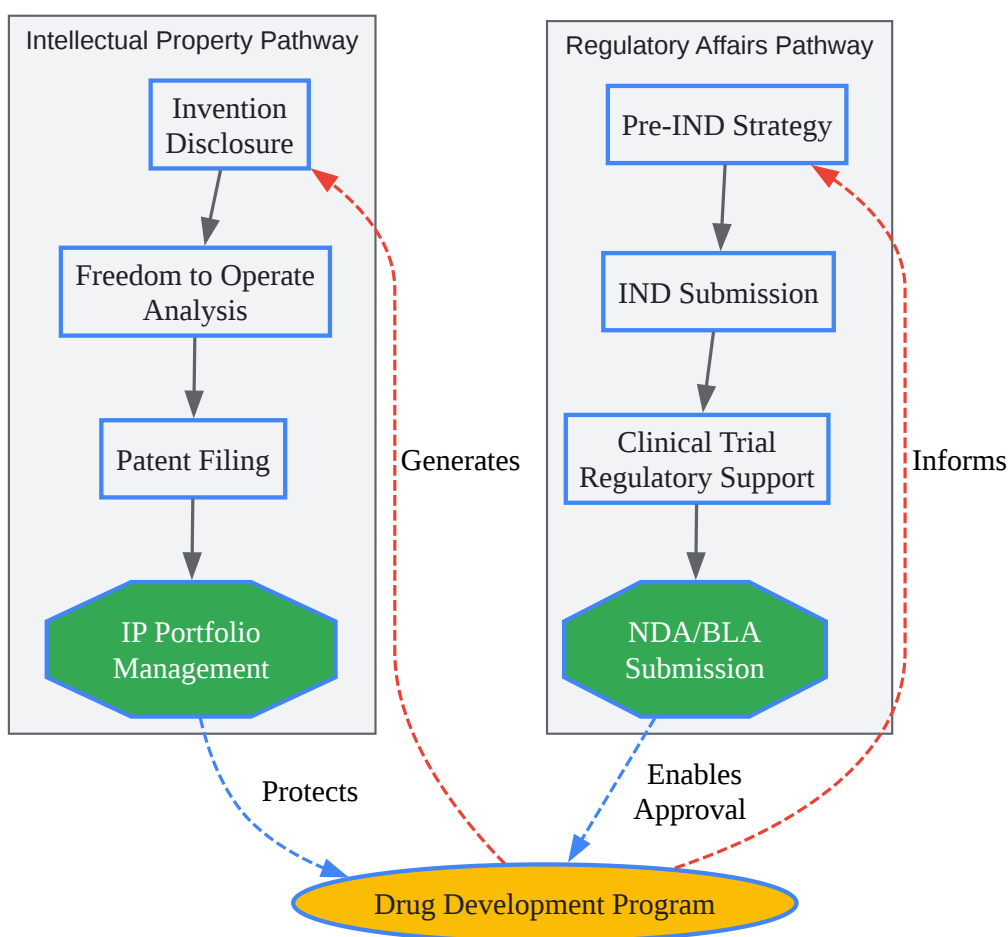 Intellectual Property Pathway
Invention
Disclosure
Freedom to Operate
Analysis
Patent Filing
IP Portfolio
Management
Regulatory Affairs Pathway
Pre-IND Strategy
IND Submission
Clinical Trial
Regulatory Support
NDA/BLA
Submission
Generates
Informs
Protects
Enables
Approval
Drug Development Program